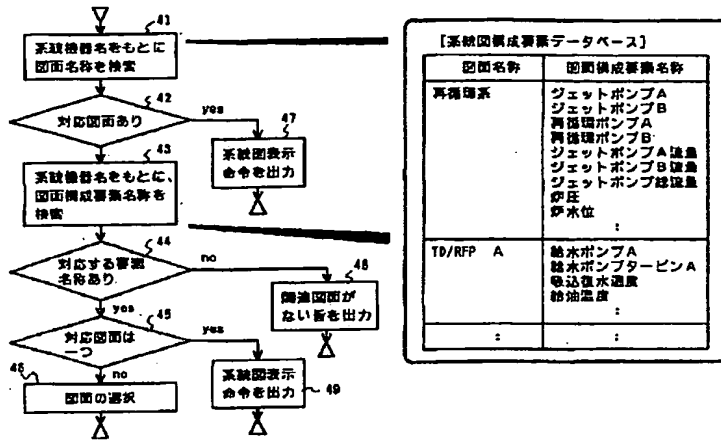 41
系統機器名をもとに
図面名称を検索
42
対応図面あり
yes
47
系統図表示
命令を出力
43
系統機器名をもとに、
図面構成要素名称を
検索
44
対応する要素
名称あり
no
48
関連図面が
ない旨を出力
yes
45
対応図面は
一つ
yes
系統図表示
命令を出力
49
no
46
図面の選択
[系統図構成要素データベース]
図面名称
図面構成要素名称
再循環系
ジェットポンプA
ジェットポンプB
再循環ポンプA
再循環ポンプB
ジェットポンプA流量
ジェットポンプB流量
ジェットポンプ総流量
炉圧
炉水位
:
TD/RFP A
給水ポンプA
給水ポンプタービンA
吸込復水温度
給油温度
:
:
: